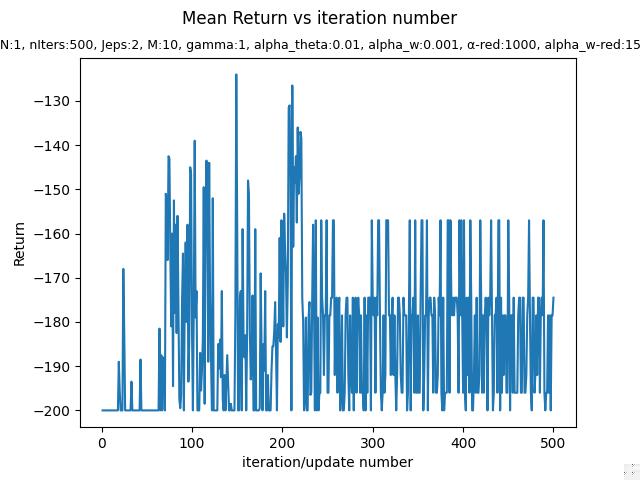 Mean Return vs iteration number
N:1, nIters:500, Jeps:2, M:10, gamma:1, alpha_theta:0.01, alpha_w:0.001, α-red:1000, alpha_w-red:15
−130
−140
−150
−160
−170
−180
−190
−200
Return
0 100 200 300 400 500
iteration/update number